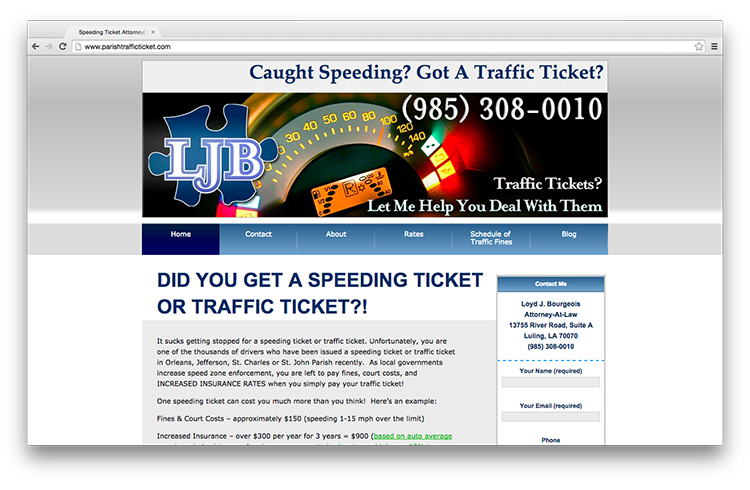 Speeding Ticket Attorney
www.parishtrafficticket.com
Caught Speeding? Got A Traffic Ticket?
(985) 308-0010
30 40 50 60 70 80 100 120 140
LJB
Traffic Tickets?
Let Me Help You Deal With Them
Home Contact About Rates Schedule of Traffic Fines Blog
DID YOU GET A SPEEDING TICKET
OR TRAFFIC TICKET?!
It sucks getting stopped for a speeding ticket or traffic ticket. Unfortunately, you are
one of the thousands of drivers who have been issued a speeding ticket or traffic ticket
in Orleans, Jefferson, St. Charles or St. John Parish recently. As local governments
increase speed zone enforcement, you are left to pay fines, court costs, and
INCREASED INSURANCE RATES when you simply pay your traffic ticket!
One speeding ticket can cost you much more than you think! Here's an example:
Fines & Court Costs – approximately $150 (speeding 1-15 mph over the limit)
Increased Insurance – over $300 per year for 3 years = $900 (based on auto average
Contact Me
Loyd J. Bourgeois
Attorney-At-Law
13755 River Road, Suite A
Luling, LA 70070
(985) 308-0010
Your Name (required)
Your Email (required)
Phone